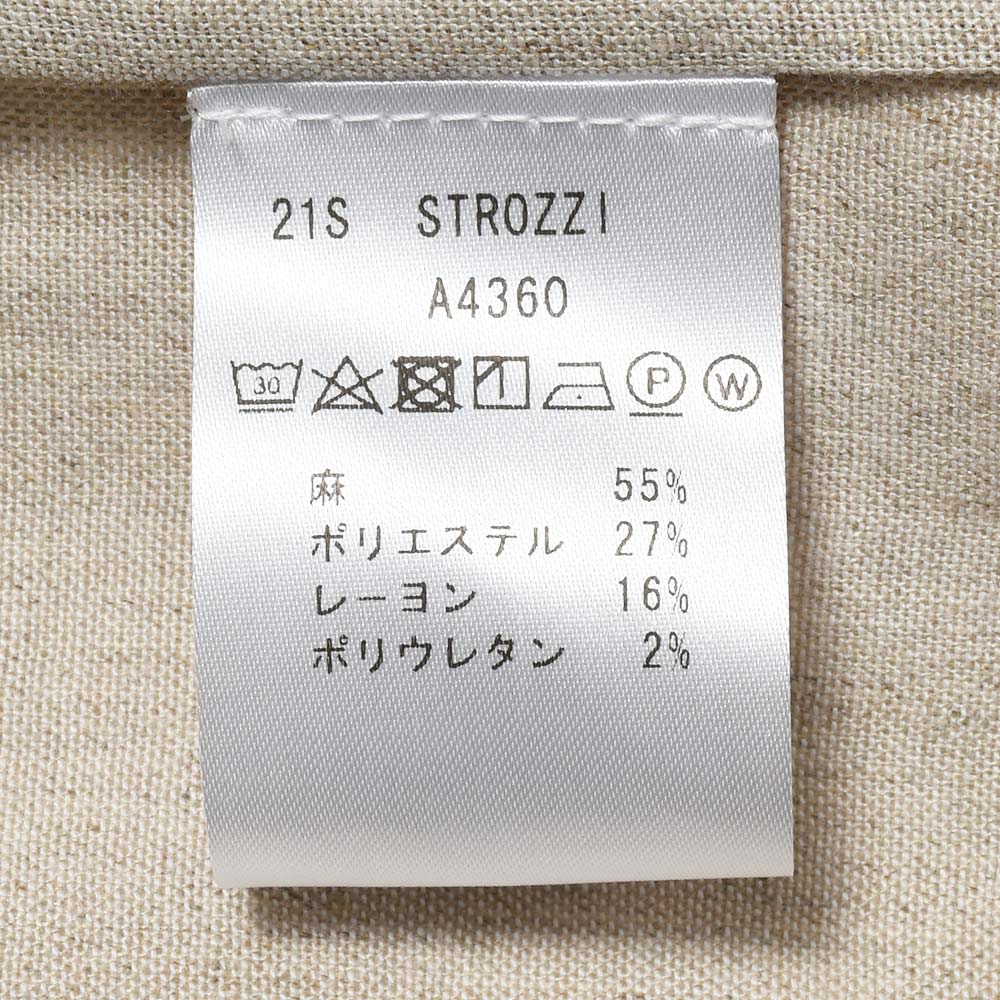 21S STROZZI
A4360
30 P W
麻 55%
ポリエステル 27%
レーヨン 16%
ポリウレタン 2%